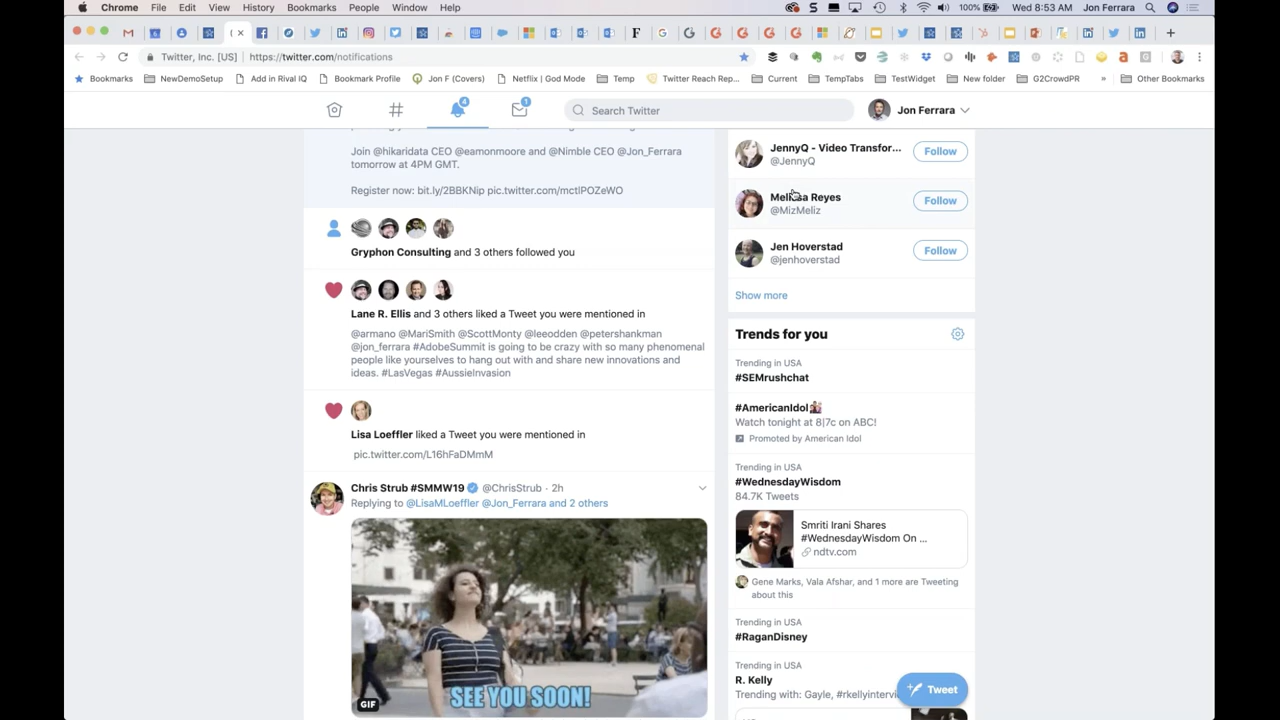 Chrome File Edit View History Bookmarks People Window Help 100% Wed 8:53 AM Jon Ferrara
Twitter, Inc. [US] https://twitter.com/notifications
Bookmarks NewDemoSetup Add in Rival IQ Bookmark Profile Jon F (Covers) Netflix | God Mode Temp Twitter Reach Rep... Current TempTabs TestWidget New folder G2CrowdPR » Other Bookmarks
4 1 Search Twitter Jon Ferrara
Join @hikaridata CEO @eamonmoore and @Nimble CEO @Jon_Ferrara
tomorrow at 4PM GMT.
Register now: bit.ly/2BBKNip pic.twitter.com/mctlPOZeWO
Gryphon Consulting and 3 others followed you
Lane R. Ellis and 3 others liked a Tweet you were mentioned in
@armano @MariSmith @ScottMonty @leeodden @petershankman
@jon_ferrara #AdobeSummit is going to be crazy with so many phenomenal
people like yourselves to hang out with and share new innovations and
ideas. #LasVegas #AussieInvasion
Lisa Loeffler liked a Tweet you were mentioned in
pic.twitter.com/L16hFaDMmM
Chris Strub #SMMW19 @ChrisStrub · 2h
Replying to @LisaMLoeffler @Jon_Ferrara and 2 others
SEE YOU SOON!
GIF
JennyQ - Video Transfor...
@JennyQ
Follow
Melissa Reyes
@MizMeliz
Follow
Jen Hoverstad
@jenhoverstad
Follow
Show more
Trends for you
Trending in USA
#SEMrushchat
#AmericanIdol
Watch tonight at 8|7c on ABC!
Promoted by American Idol
Trending in USA
#WednesdayWisdom
84.7K Tweets
Smriti Irani Shares
#WednesdayWisdom On ...
ndtv.com
Gene Marks, Vala Afshar, and 1 more are Tweeting
about this
Trending in USA
#RaganDisney
Trending in USA
R. Kelly
Trending with: Gayle, #rkellyintervi
Tweet